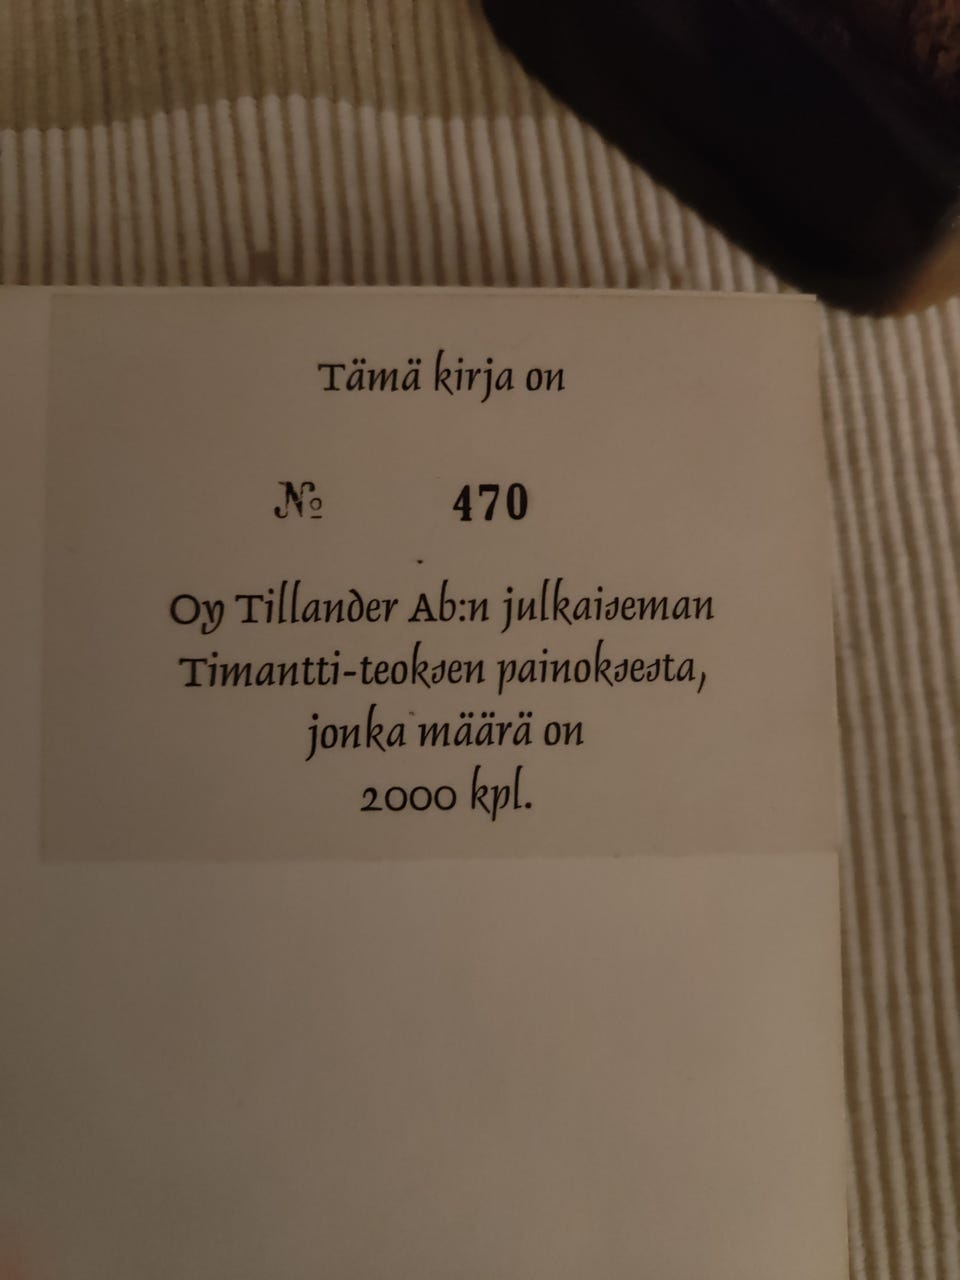 Tämä kirja on
№ 470
Oy Tillander Ab:n julkaiseman
Timantti-teoksen painoksesta,
jonka määrä on
2000 kpl.